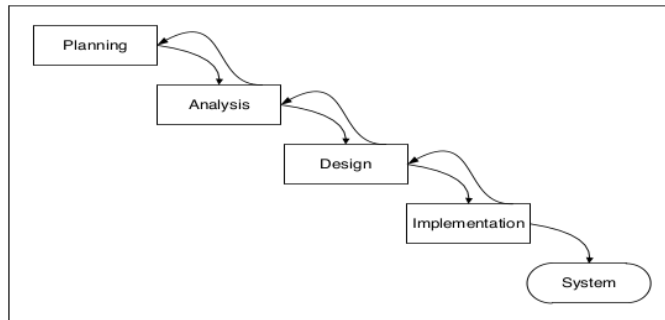 Planning
Analysis
Design
Implementation
System